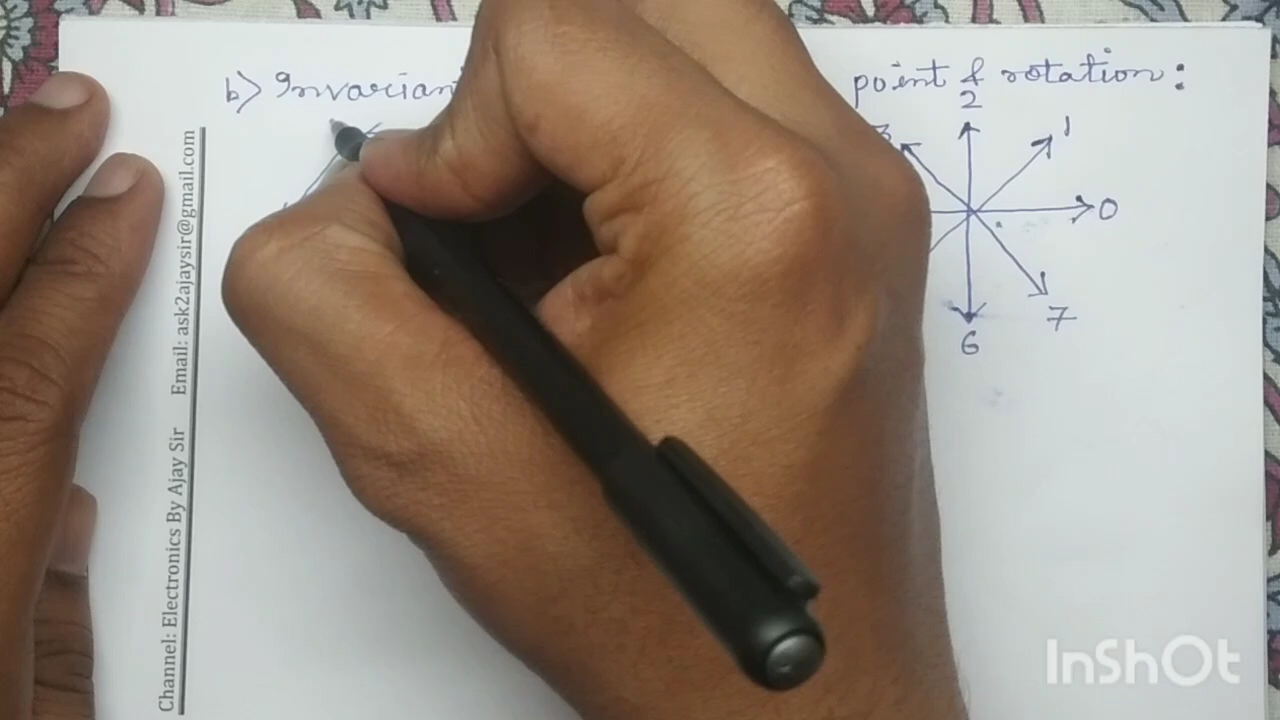 b) Invarian point & rotation:
2
1
0
7
6
Channel: Electronics By Ajay Sir Email: ask2ajaysir@gmail.com
InShOt